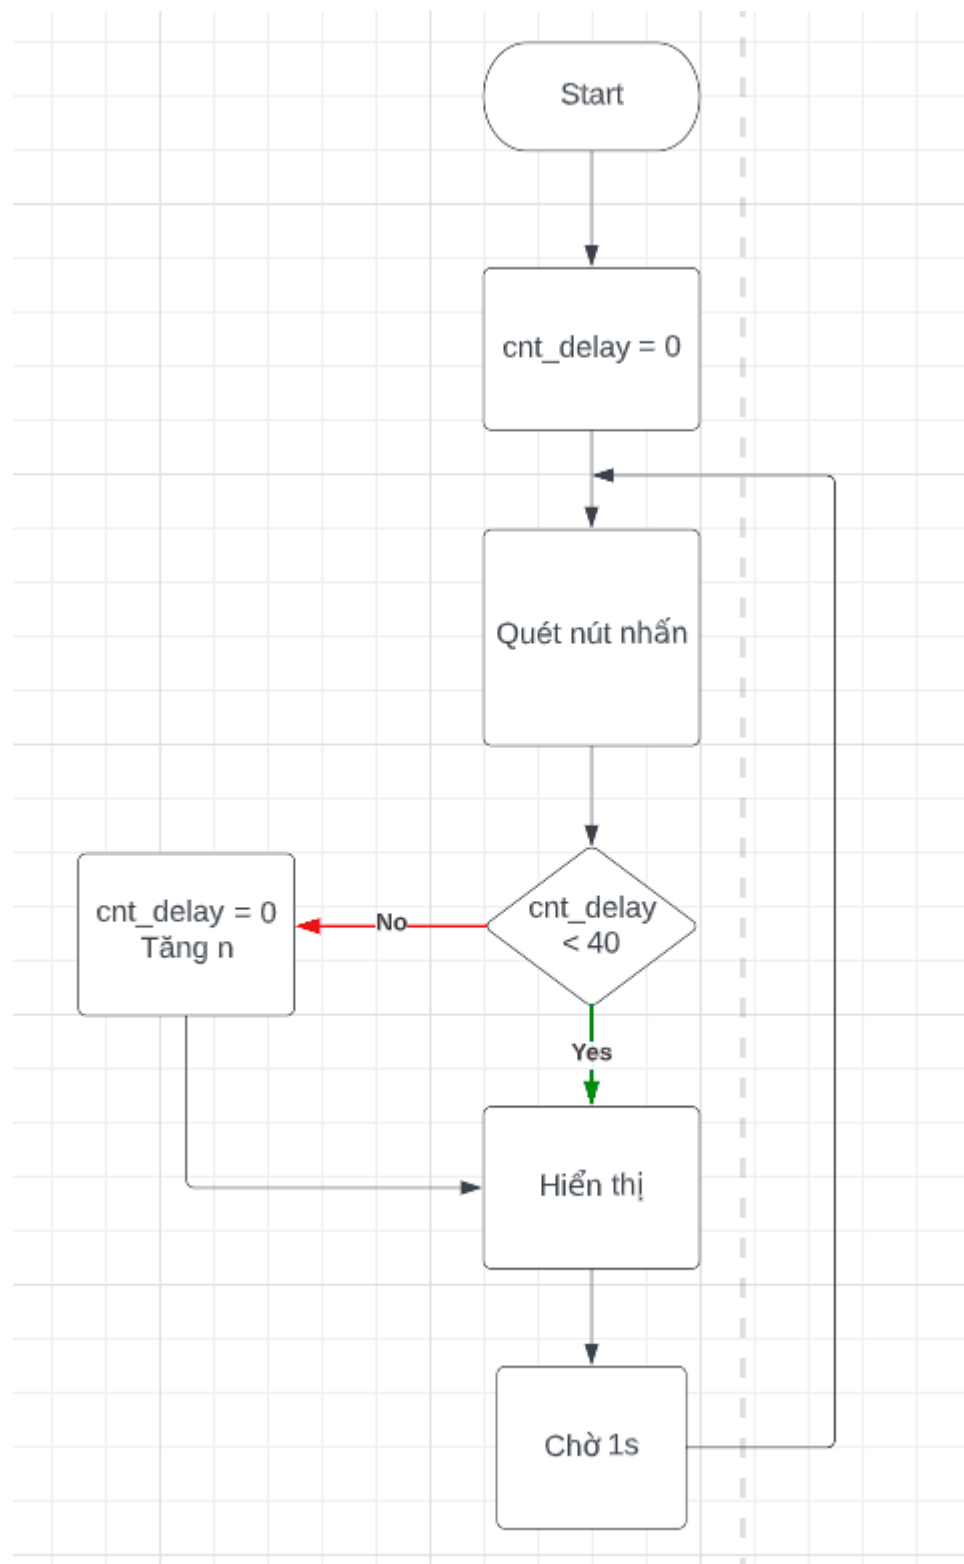 Start
cnt_delay = 0
Quét nút nhấn
cnt_delay
< 40
No
cnt_delay = 0
Tăng n
Yes
Hiển thị
Chờ 1s